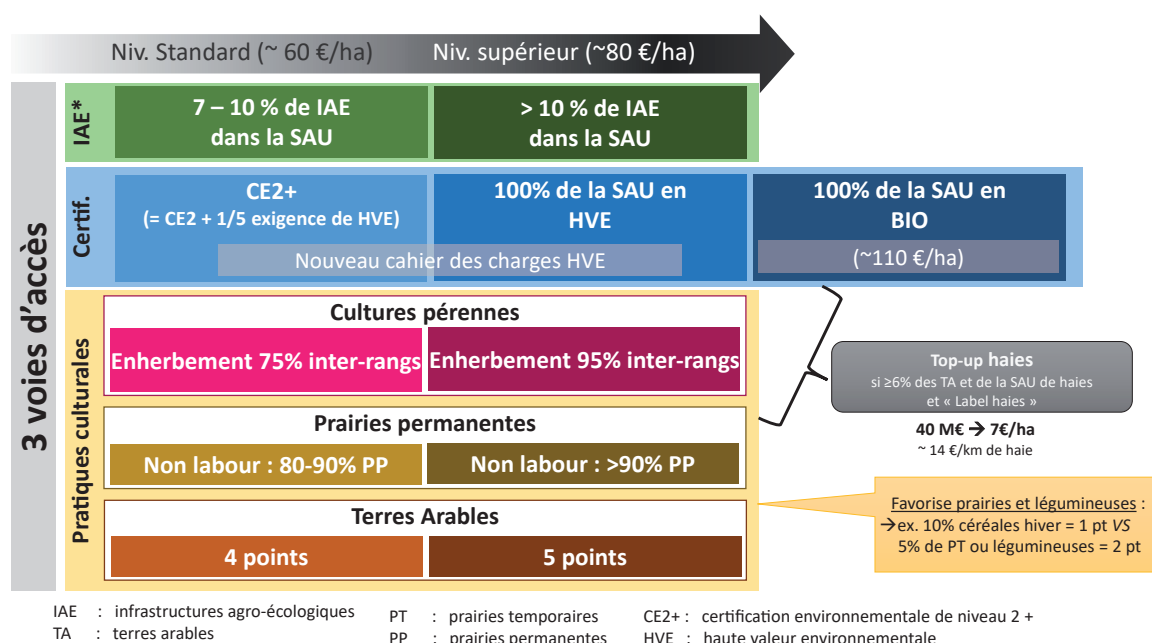 Niv. Standard (~ 60 €/ha)
Niv. supérieur (~80 €/ha)
3 voies d'accès
IAE*
7 – 10 % de IAE
dans la SAU
> 10 % de IAE
dans la SAU
Certif.
CE2+
(= CE2 + 1/5 exigence de HVE)
100% de la SAU en
HVE
100% de la SAU en
BIO
Nouveau cahier des charges HVE
(~110 €/ha)
Pratiques culturales
Cultures pérennes
Enherbement 75% inter-rangs
Enherbement 95% inter-rangs
Prairies permanentes
Non labour : 80-90% PP
Non labour : >90% PP
Terres Arables
4 points
5 points
Top-up haies
si ≥6% des TA et de la SAU de haies
et « Label haies »
40 M€ → 7€/ha
~ 14 €/km de haie
Favorise prairies et légumineuses :
→ex. 10% céréales hiver = 1 pt VS
5% de PT ou légumineuses = 2 pt
IAE : infrastructures agro-écologiques
TA : terres arables
PT : prairies temporaires
PP : prairies permanentes
CE2+ : certification environnementale de niveau 2 +
HVE : haute valeur environnementale